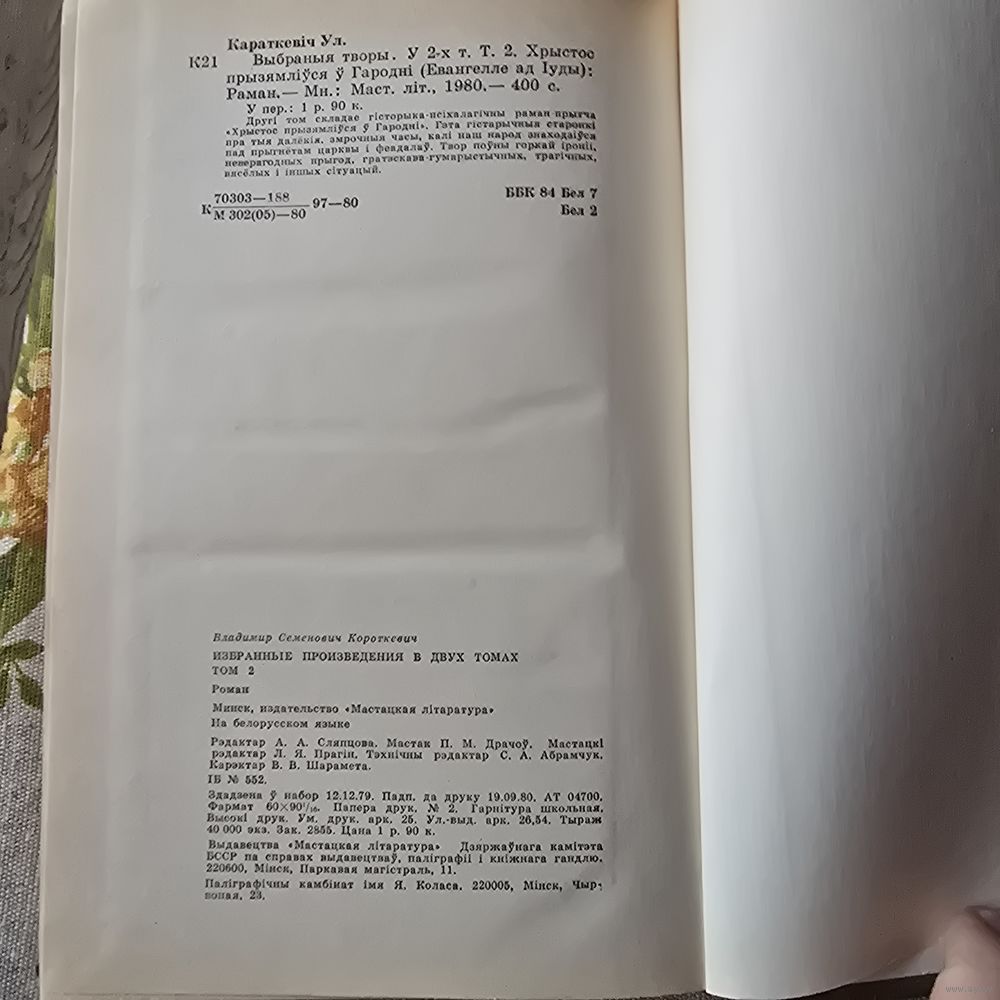 Караткевіч Ул.
К21 Выбраныя творы. У 2-х т. Т. 2. Хрыстос
прызямліўся ў Гародні (Евангелле ад Іуды):
Раман.— Мн.: Маст. літ., 1980.— 400 с.
У пер.: 1 р. 90 к.
Другі том складае гісторыка-псіхалагічны раман-прытча
«Хрыстос прызямліўся ў Гародні». Гэта гістарычныя старонкі
пра тыя далёкія, змрочныя часы, калі наш народ знаходзіўся
пад прыгнётам царквы і феадалаў. Твор поўны горкай іроніі,
неверагодных прыгод, гратэскава-гумарыстычных, трагічных,
вясёлых і іншых сітуацый.
К 70303—188 97—80
М 302(05)—80
ББК 84 Бел 7
Бел 2
Владимир Семенович Короткевич
ИЗБРАННЫЕ ПРОИЗВЕДЕНИЯ В ДВУХ ТОМАХ
ТОМ 2
Роман
Минск, издательство «Мастацкая літаратура»
На белорусском языке
Рэдактар А. А. Сляпцова. Мастак П. М. Драчоў. Мастацкі
рэдактар Л. Я. Прагін. Тэхнічны рэдактар С. А. Абрамчук.
Карэктар В. В. Шарамета.
ІБ № 552.
Здадзена ў набор 12.12.79. Падп. да друку 19.09.80. АТ 04700.
Фармат 60×90¹/₁₆. Папера друк. № 2. Гарнітура школьная.
Высокі друк. Ум. друк. арк. 25. Ул.-выд. арк. 26,54. Тыраж
40 000 экз. Зак. 2855. Цана 1 р. 90 к.
Выдавецтва «Мастацкая літаратура» Дзяржаўнага камітэта
БССР па справах выдавецтваў, паліграфіі і кніжнага гандлю.
220600, Мінск, Паркавая магістраль, 11.
Паліграфічны камбінат імя Я. Коласа. 220005, Мінск, Чыр-
воная, 23.